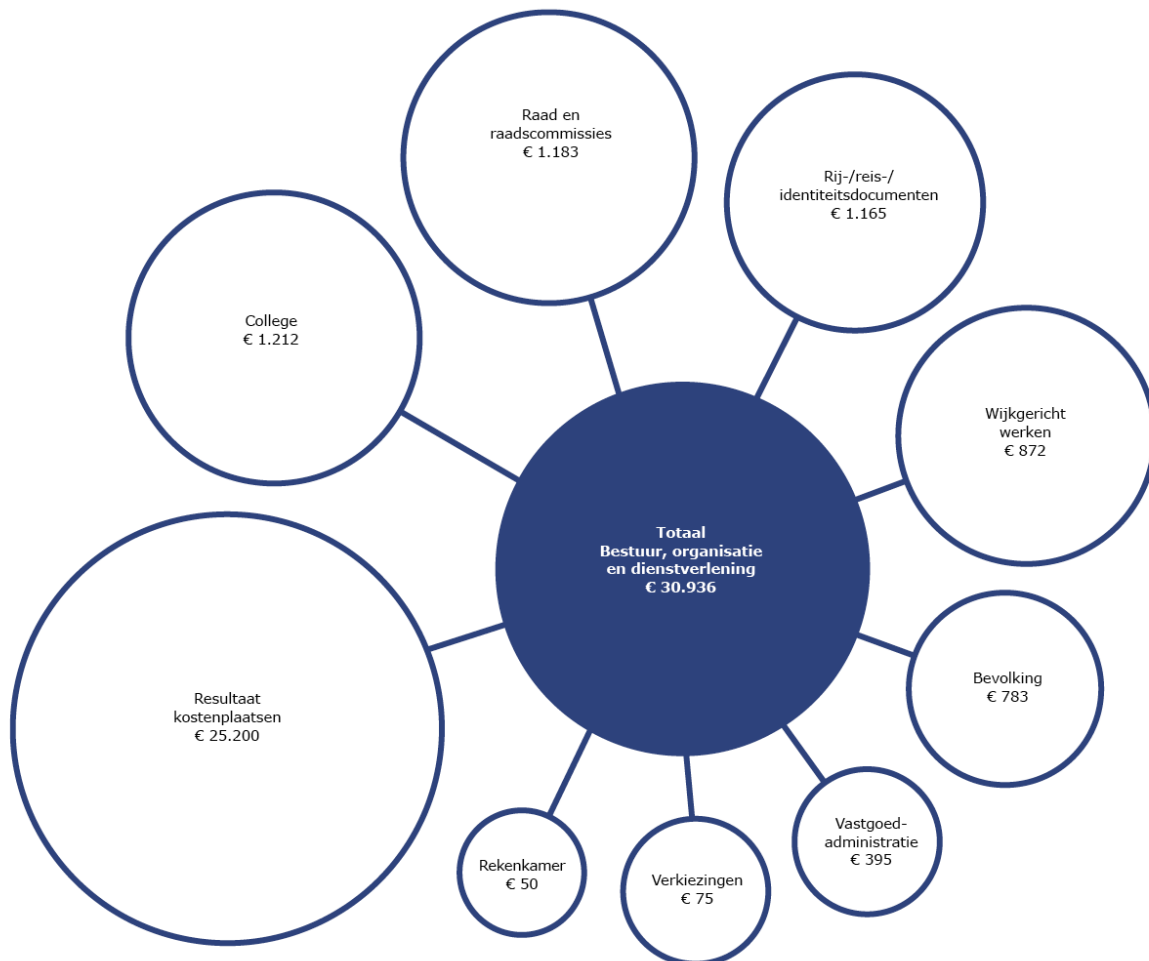 Raad en
raadscommissies
€ 1.183
Rij-/reis-/
identiteitsdocumenten
€ 1.165
College
€ 1.212
Wijkgericht
werken
€ 872
Totaal
Bestuur, organisatie
en dienstverlening
€ 30.936
Resultaat
kostenplaatsen
€ 25.200
Bevolking
€ 783
Vastgoed-
administratie
€ 395
Rekenkamer
€ 50
Verkiezingen
€ 75